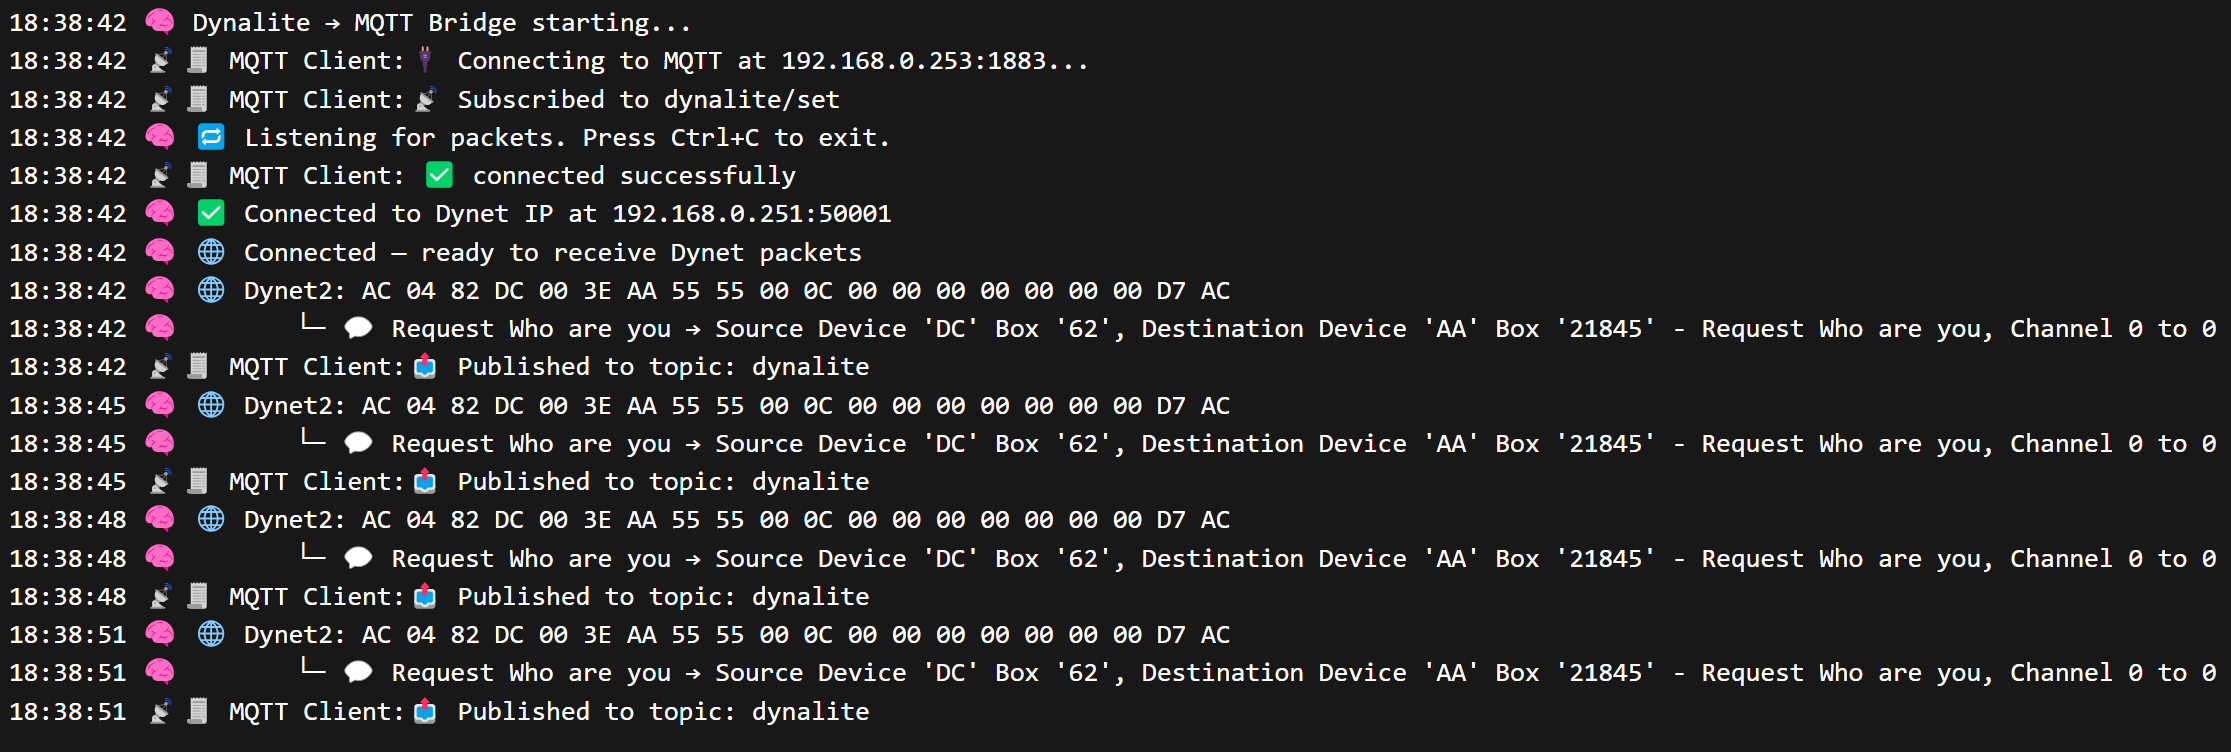 18:38:42 🧠 Dynalite → MQTT Bridge starting...
18:38:42 📡🧾 MQTT Client:🔌 Connecting to MQTT at 192.168.0.253:1883...
18:38:42 📡🧾 MQTT Client:📡 Subscribed to dynalite/set
18:38:42 🧠 🔁 Listening for packets. Press Ctrl+C to exit.
18:38:42 📡🧾 MQTT Client: ✅ connected successfully
18:38:42 🧠 ✅ Connected to Dynet IP at 192.168.0.251:50001
18:38:42 🧠 🌐 Connected — ready to receive Dynet packets
18:38:42 🧠 🌐 Dynet2: AC 04 82 DC 00 3E AA 55 55 00 0C 00 00 00 00 00 00 00 D7 AC
18:38:42 🧠 └─ 💬 Request Who are you → Source Device 'DC' Box '62', Destination Device 'AA' Box '21845' - Request Who are you, Channel 0 to 0
18:38:42 📡🧾 MQTT Client:📤 Published to topic: dynalite
18:38:45 🧠 🌐 Dynet2: AC 04 82 DC 00 3E AA 55 55 00 0C 00 00 00 00 00 00 00 D7 AC
18:38:45 🧠 └─ 💬 Request Who are you → Source Device 'DC' Box '62', Destination Device 'AA' Box '21845' - Request Who are you, Channel 0 to 0
18:38:45 📡🧾 MQTT Client:📤 Published to topic: dynalite
18:38:48 🧠 🌐 Dynet2: AC 04 82 DC 00 3E AA 55 55 00 0C 00 00 00 00 00 00 00 D7 AC
18:38:48 🧠 └─ 💬 Request Who are you → Source Device 'DC' Box '62', Destination Device 'AA' Box '21845' - Request Who are you, Channel 0 to 0
18:38:48 📡🧾 MQTT Client:📤 Published to topic: dynalite
18:38:51 🧠 🌐 Dynet2: AC 04 82 DC 00 3E AA 55 55 00 0C 00 00 00 00 00 00 00 D7 AC
18:38:51 🧠 └─ 💬 Request Who are you → Source Device 'DC' Box '62', Destination Device 'AA' Box '21845' - Request Who are you, Channel 0 to 0
18:38:51 📡🧾 MQTT Client:📤 Published to topic: dynalite